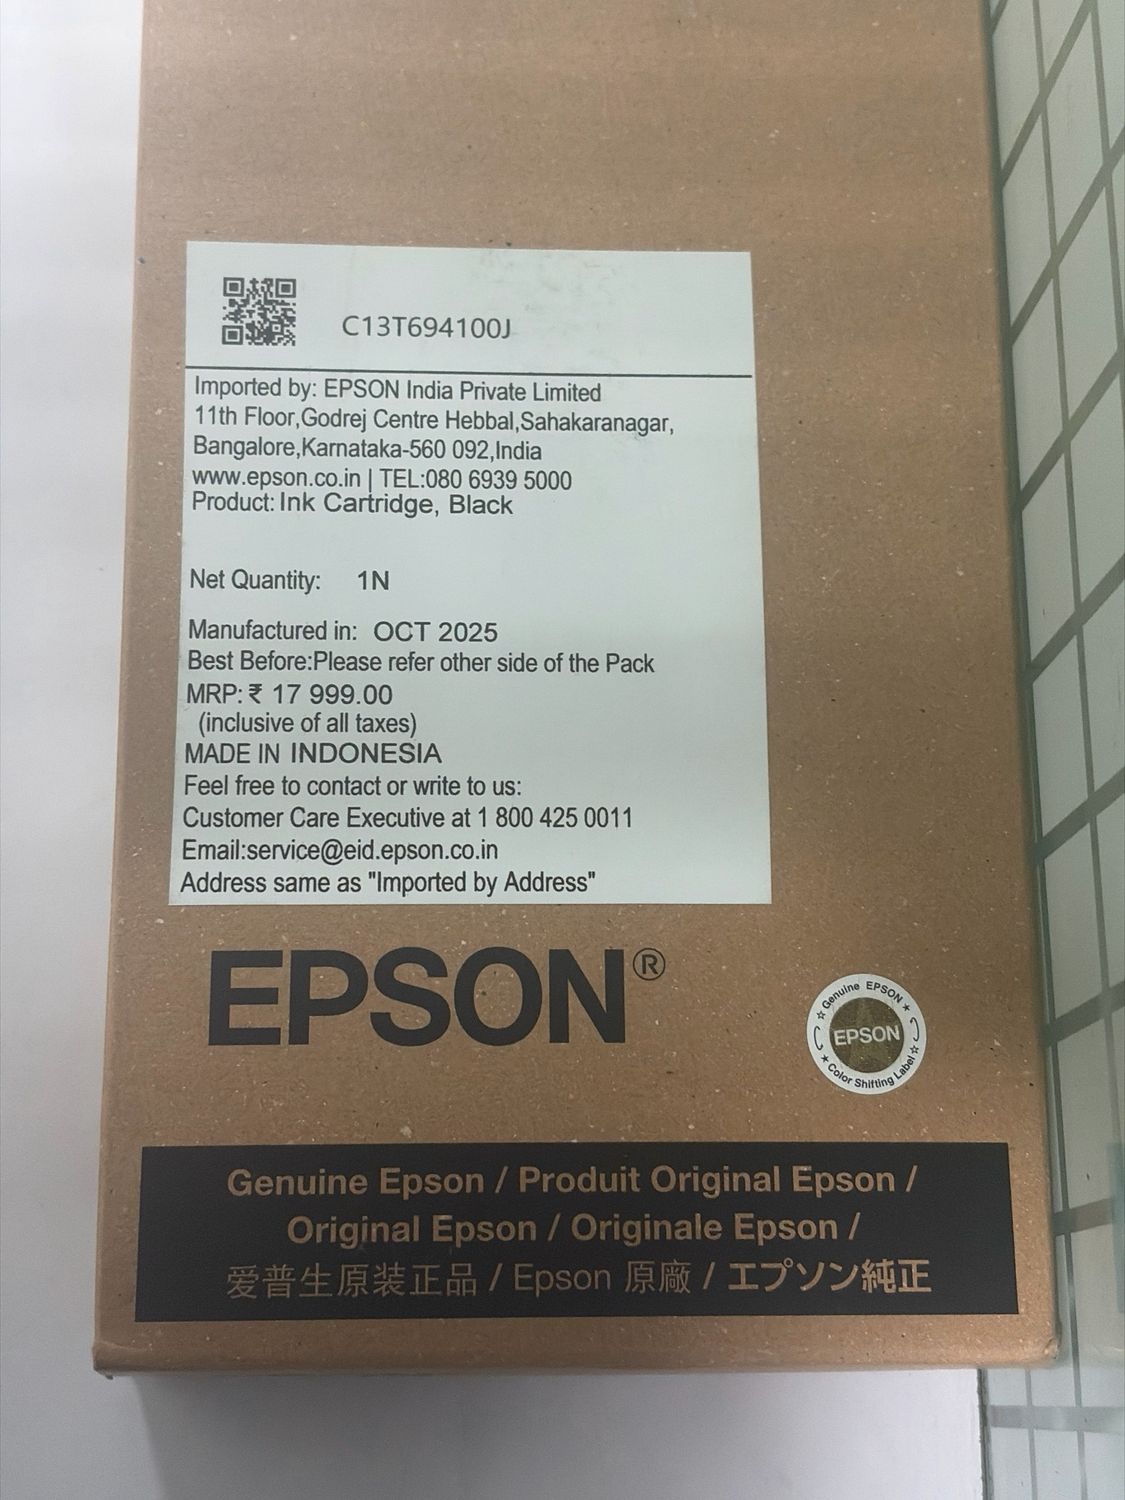 C13T694100J
Imported by: EPSON India Private Limited
11th Floor,Godrej Centre Hebbal,Sahakaranagar,
Bangalore,Karnataka-560 092,India
www.epson.co.in | TEL:080 6939 5000
Product: Ink Cartridge, Black
Net Quantity: 1N
Manufactured in: OCT 2025
Best Before:Please refer other side of the Pack
MRP: ₹ 17 999.00
(inclusive of all taxes)
MADE IN INDONESIA
Feel free to contact or write to us:
Customer Care Executive at 1 800 425 0011
Email:service@eid.epson.co.in
Address same as "Imported by Address"
EPSON®
Genuine EPSON
EPSON
Color Shifting Label
Genuine Epson / Produit Original Epson /
Original Epson / Originale Epson /
爱普生原装正品 / Epson 原廠 / エプソン純正